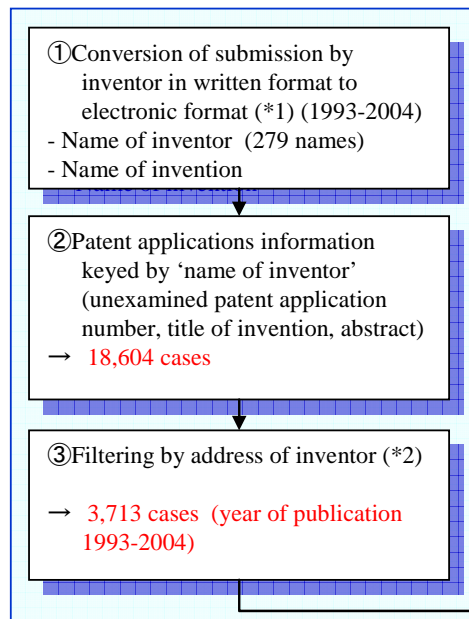 ①Conversion of submission by
inventor in written format to
electronic format (*1) (1993-2004)
- Name of inventor (279 names)
- Name of invention
②Patent applications information
keyed by ‘name of inventor’
(unexamined patent application
number, title of invention, abstract)
→ 18,604 cases
③Filtering by address of inventor (*2)
→ 3,713 cases (year of publication
1993-2004)